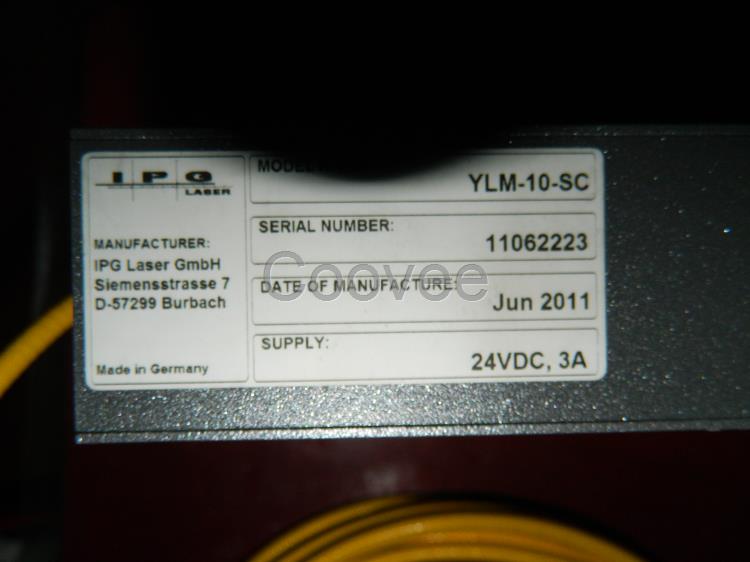 IPG
LASER
MANUFACTURER:
IPG Laser GmbH
Siemensstrasse 7
D-57299 Burbach
Made in Germany
MODEL
YLM-10-SC
SERIAL NUMBER:
11062223
DATE OF MANUFACTURE:
Jun 2011
SUPPLY:
24VDC, 3A
Coovee